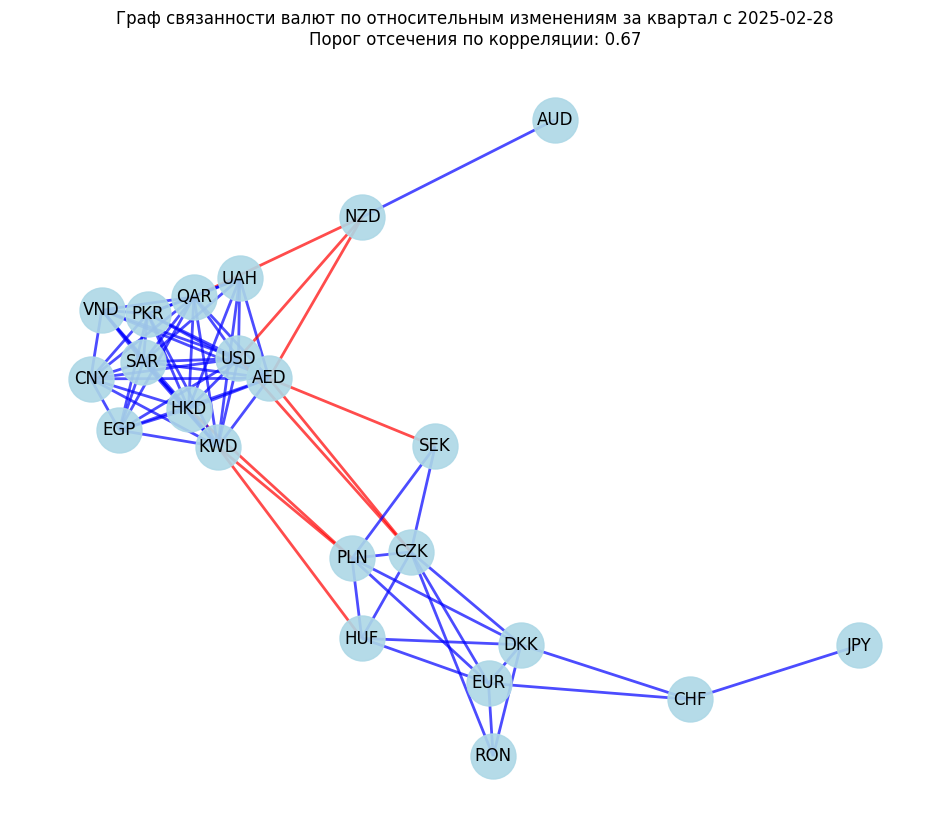 Граф связанности валют по относительным изменениям за квартал с 2025-02-28
Порог отсечения по корреляции: 0.67
AUD
NZD
UAH
QAR
VND
PKR
USD
SAR
AED
CNY
HKD
EGP
KWD
SEK
CZK
PLN
HUF
DKK
JPY
EUR
CHF
RON